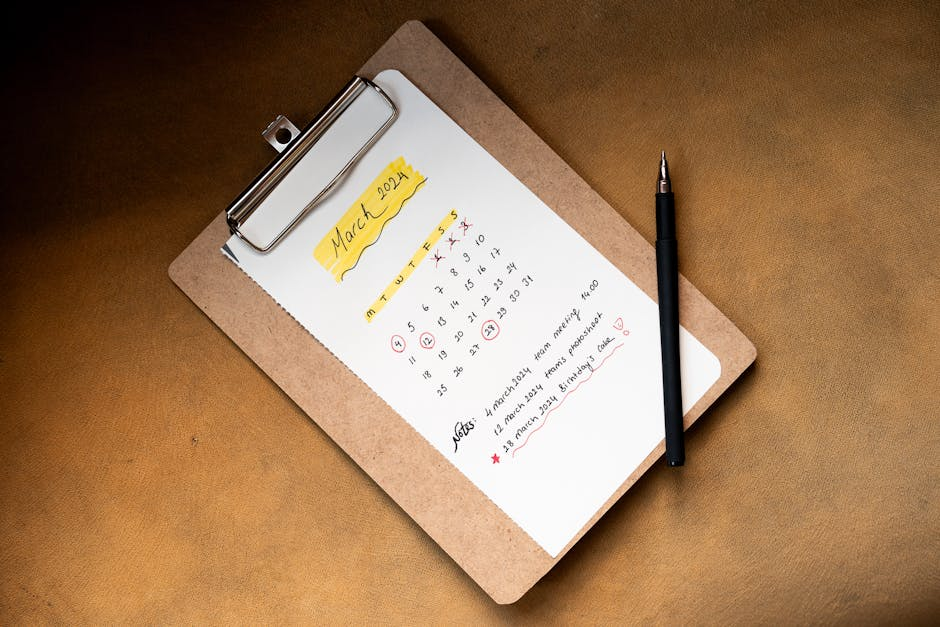 March 2024
M T W T F S S
1 2 3
4 5 6 7 8 9 10
11 12 13 14 15 16 17
18 19 20 21 22 23 24
25 26 27 28 29 30 31
Notes: 4 march 2024 team meeting 14.00
12 march 2024 team's photoshoot
28 march 2024 Birhtday's cake !